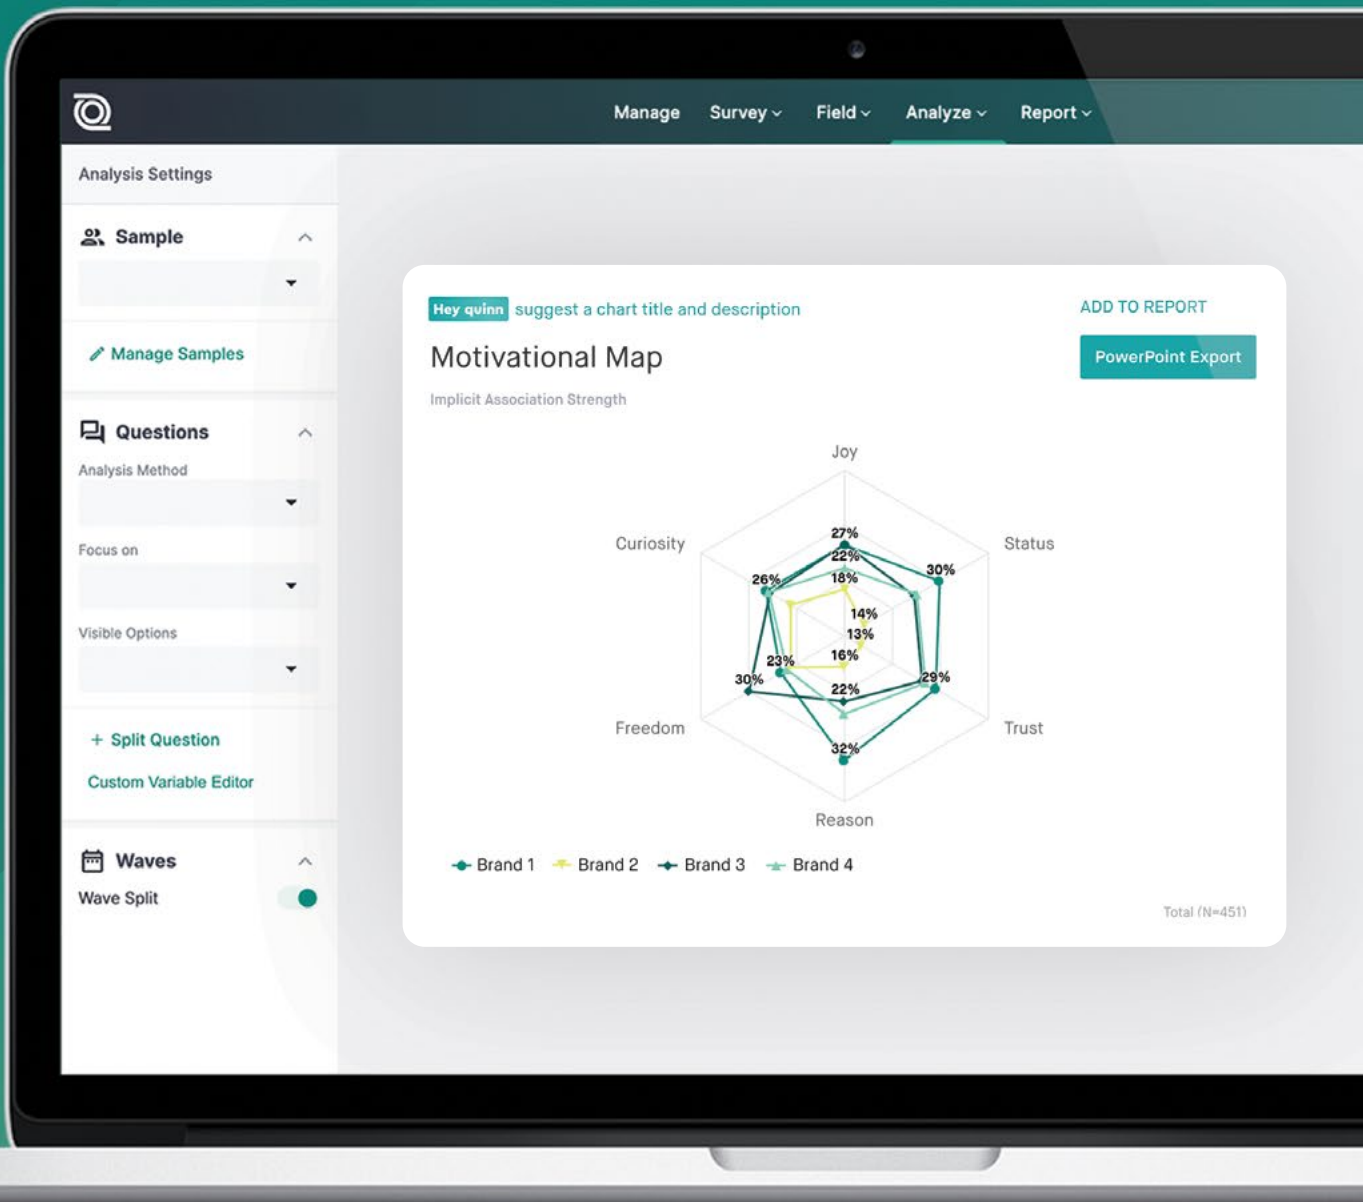 Manage Survey Field Analyze Report
Analysis Settings
Sample
Manage Samples
Questions
Analysis Method
Focus on
Visible Options
+ Split Question
Custom Variable Editor
Waves
Wave Split
Hey quinn suggest a chart title and description
ADD TO REPORT
PowerPoint Export
Motivational Map
Implicit Association Strength
Joy
Curiosity
Status
27%
22%
30%
26%
18%
14%
13%
16%
23%
30%
22%
29%
Freedom
Trust
32%
Reason
Brand 1 Brand 2 Brand 3 Brand 4
Total (N=451)